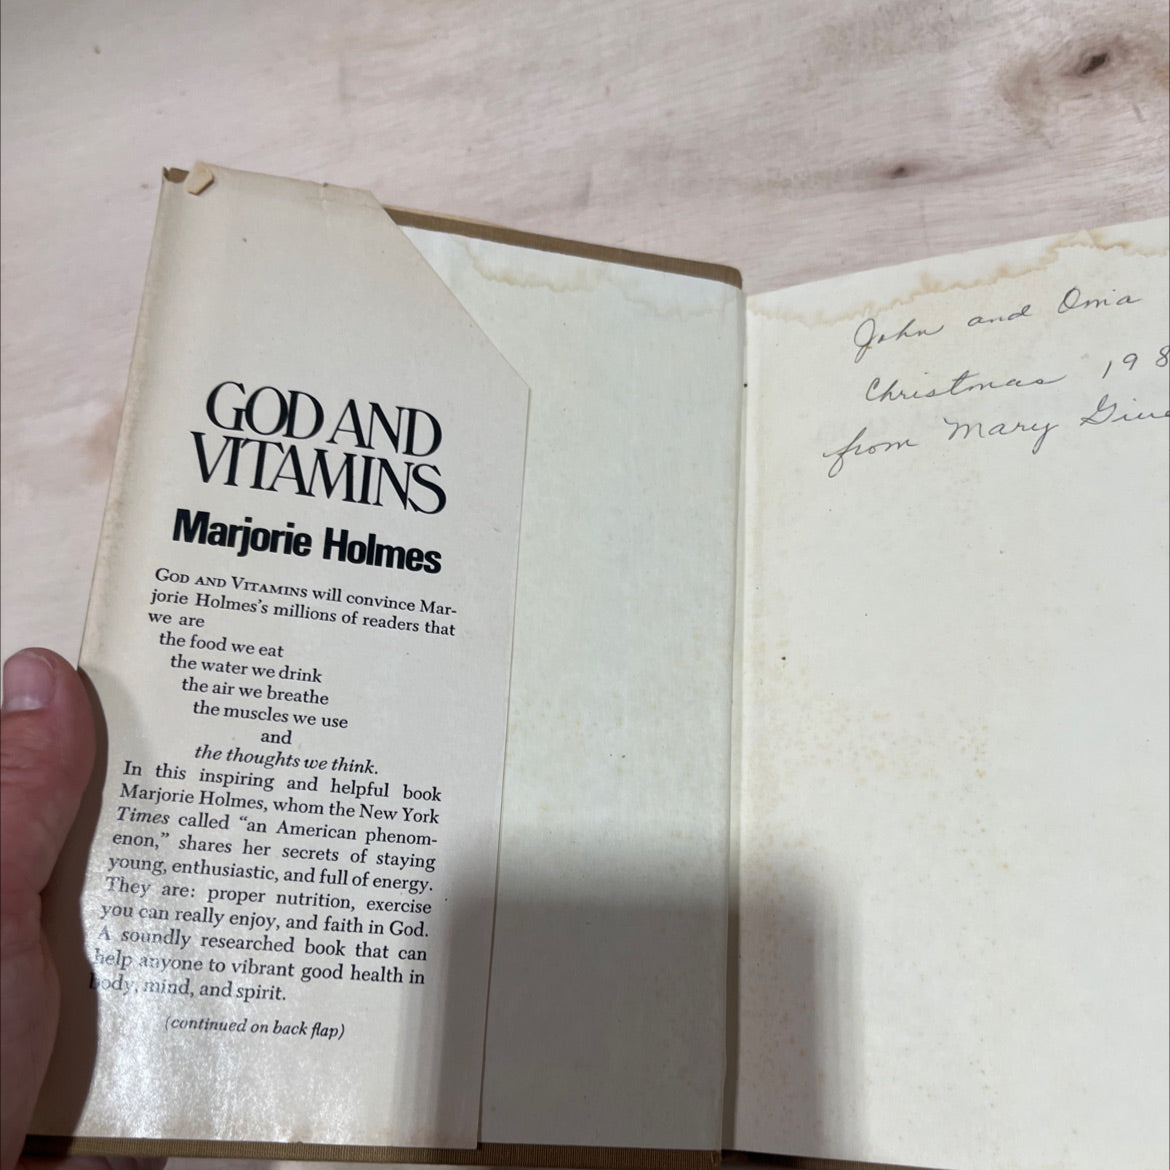 GOD AND
VITAMINS
Marjorie Holmes
GOD AND VITAMINS will convince Mar-
jorie Holmes's millions of readers that
we are
the food we eat
the water we drink
the air we breathe
the muscles we use
and
the thoughts we think.
In this inspiring and helpful book
Marjorie Holmes, whom the New York
Times called “an American phenom-
enon,” shares her secrets of staying
young, enthusiastic, and full of energy.
They are: proper nutrition, exercise
you can really enjoy, and faith in God.
A soundly researched book that can
help anyone to vibrant good health in
body, mind, and spirit.
(continued on back flap)
John and Oma
Christmas 198
from Mary